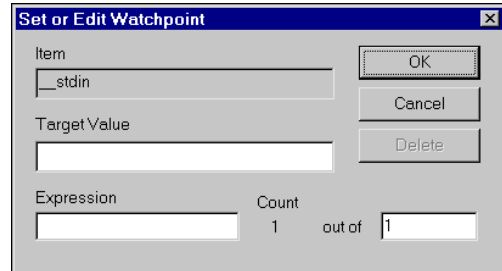 Set or Edit Watchpoint
Item
__stdin
OK
Cancel
Target Value
Delete
Expression
Count
1 out of 1